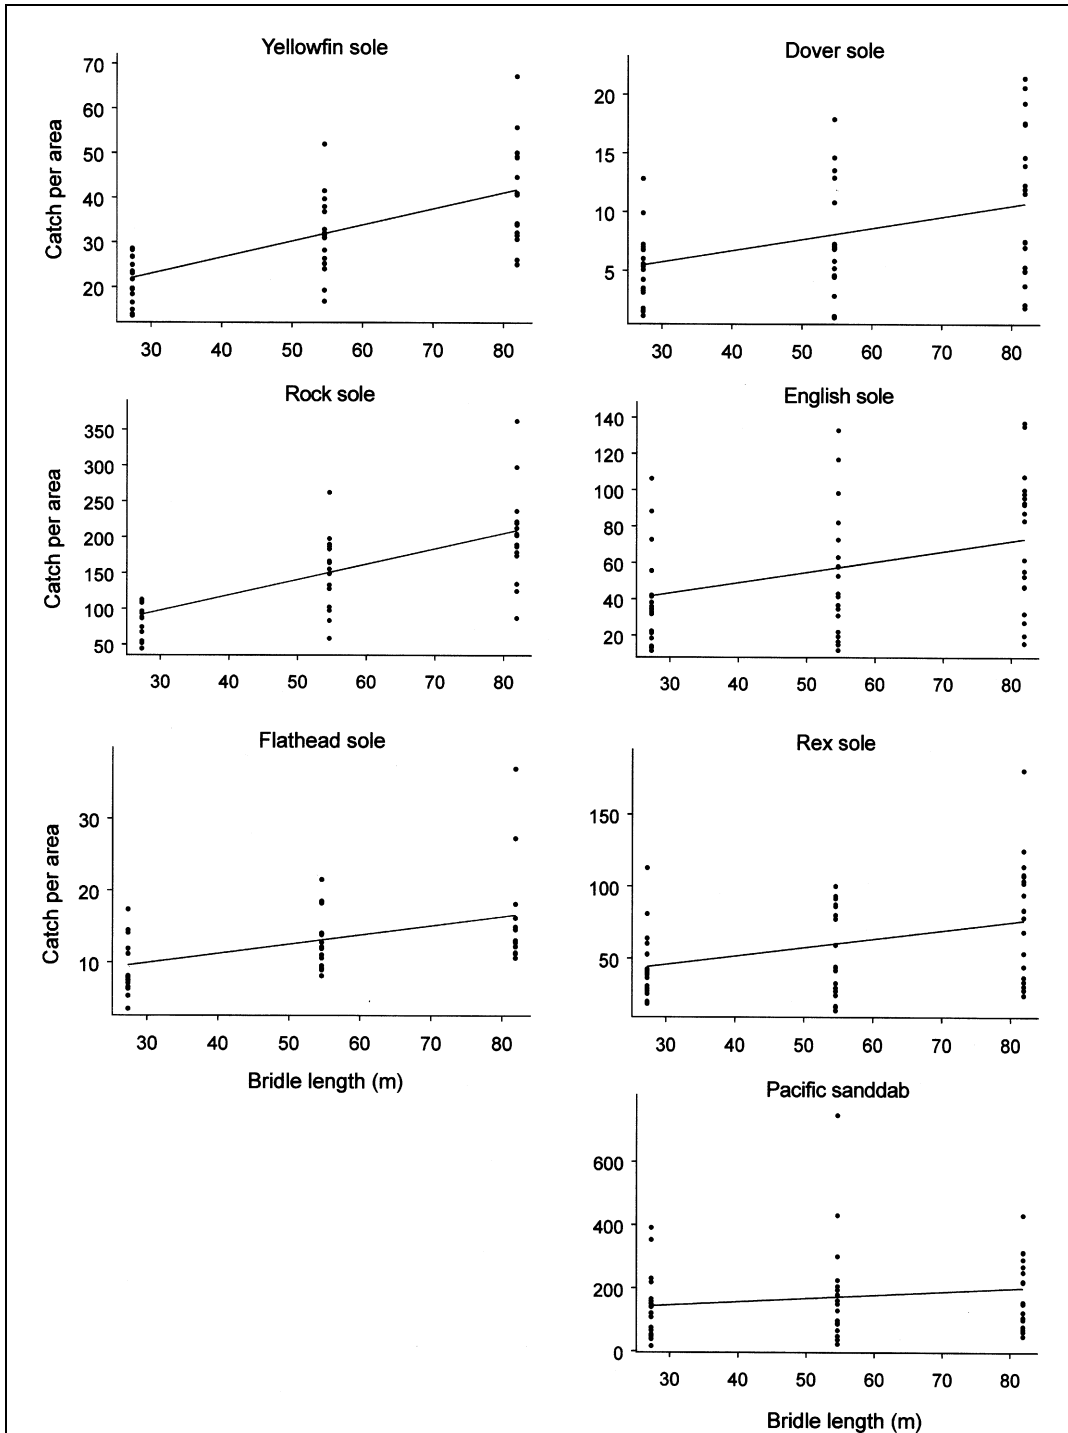 Yellowfin sole
Catch per area
70
60
50
40
30
20
30 40 50 60 70 80
Dover sole
20
15
10
5
30 40 50 60 70 80
Rock sole
Catch per area
350
300
250
200
150
100
50
30 40 50 60 70 80
English sole
140
120
100
80
60
40
20
30 40 50 60 70 80
Flathead sole
Catch per area
30
20
10
30 40 50 60 70 80
Bridle length (m)
Rex sole
150
100
50
30 40 50 60 70 80
Pacific sanddab
600
400
200
0
30 40 50 60 70 80
Bridle length (m)